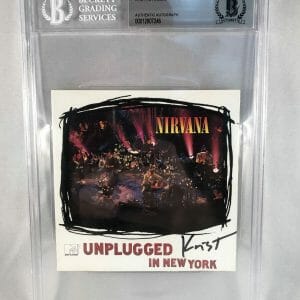 BECKETT
GRADING
SERVICES
AUTHENTIC AUTOGRAPH
NIRVANA
UNPLUGGED
IN NEW YORK
Krist